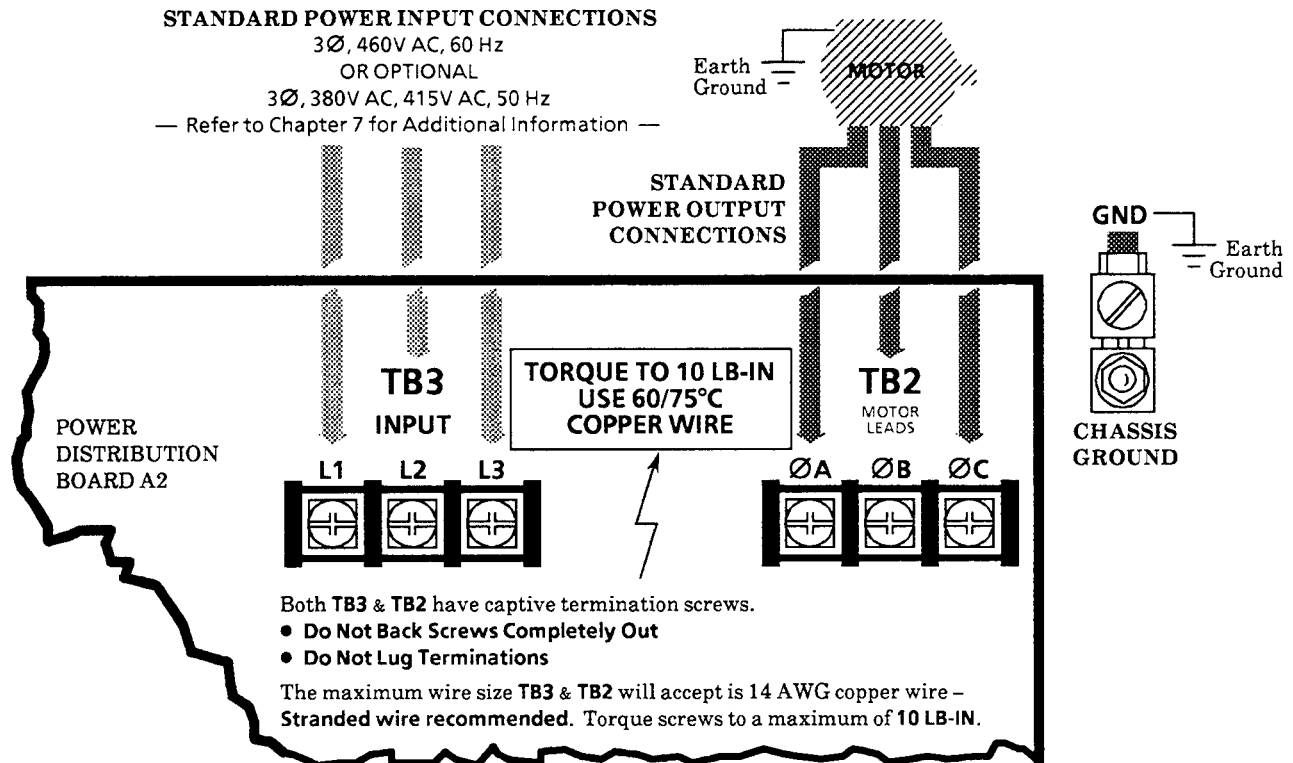 STANDARD POWER INPUT CONNECTIONS
3Ø, 460V AC, 60 Hz
OR OPTIONAL
3Ø, 380V AC, 415V AC, 50 Hz
— Refer to Chapter 7 for Additional Information —
Earth
Ground
MOTOR
STANDARD
POWER OUTPUT
CONNECTIONS
GND
Earth
Ground
CHASSIS
GROUND
POWER
DISTRIBUTION
BOARD A2
TB3
INPUT
TORQUE TO 10 LB-IN
USE 60/75°C
COPPER WIRE
TB2
MOTOR
LEADS
L1 L2 L3
ØA ØB ØC
Both TB3 & TB2 have captive termination screws.
● Do Not Back Screws Completely Out
● Do Not Lug Terminations
The maximum wire size TB3 & TB2 will accept is 14 AWG copper wire –
Stranded wire recommended. Torque screws to a maximum of 10 LB-IN.